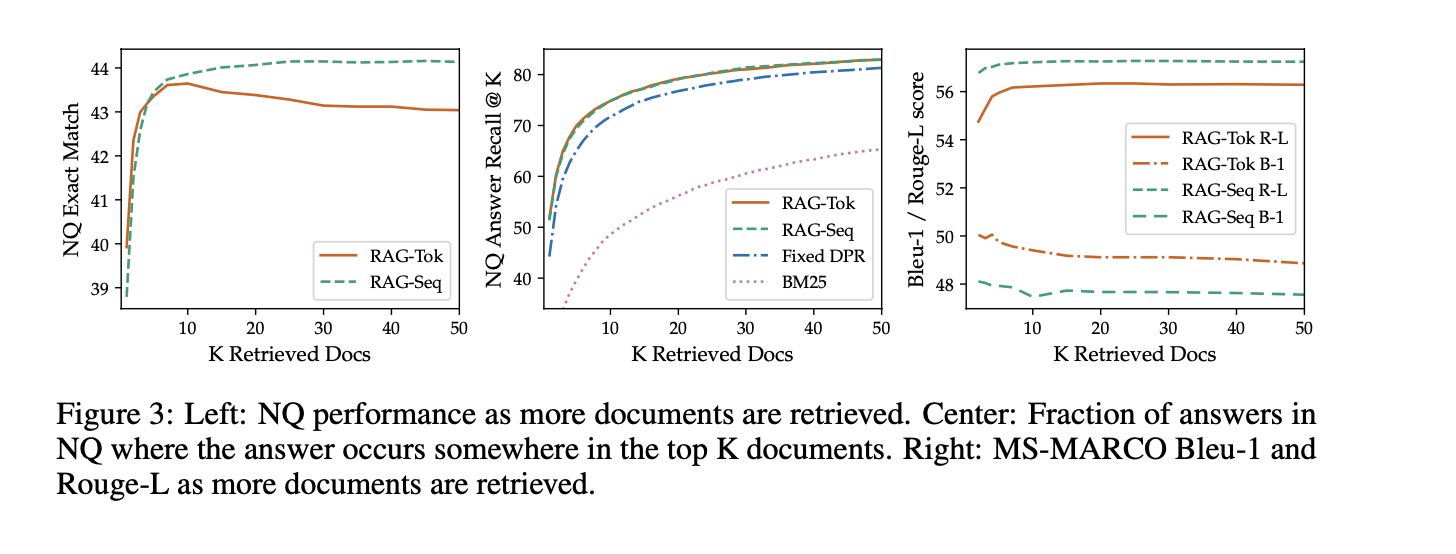 NQ Exact Match
44
43
42
41
40
39
10 20 30 40 50
K Retrieved Docs
RAG-Tok
RAG-Seq
NQ Answer Recall @ K
80
70
60
50
40
10 20 30 40 50
K Retrieved Docs
RAG-Tok
RAG-Seq
Fixed DPR
BM25
Bleu-1 / Rouge-L score
56
54
52
50
48
10 20 30 40 50
K Retrieved Docs
RAG-Tok R-L
RAG-Tok B-1
RAG-Seq R-L
RAG-Seq B-1
Figure 3: Left: NQ performance as more documents are retrieved. Center: Fraction of answers in
NQ where the answer occurs somewhere in the top K documents. Right: MS-MARCO Bleu-1 and
Rouge-L as more documents are retrieved.